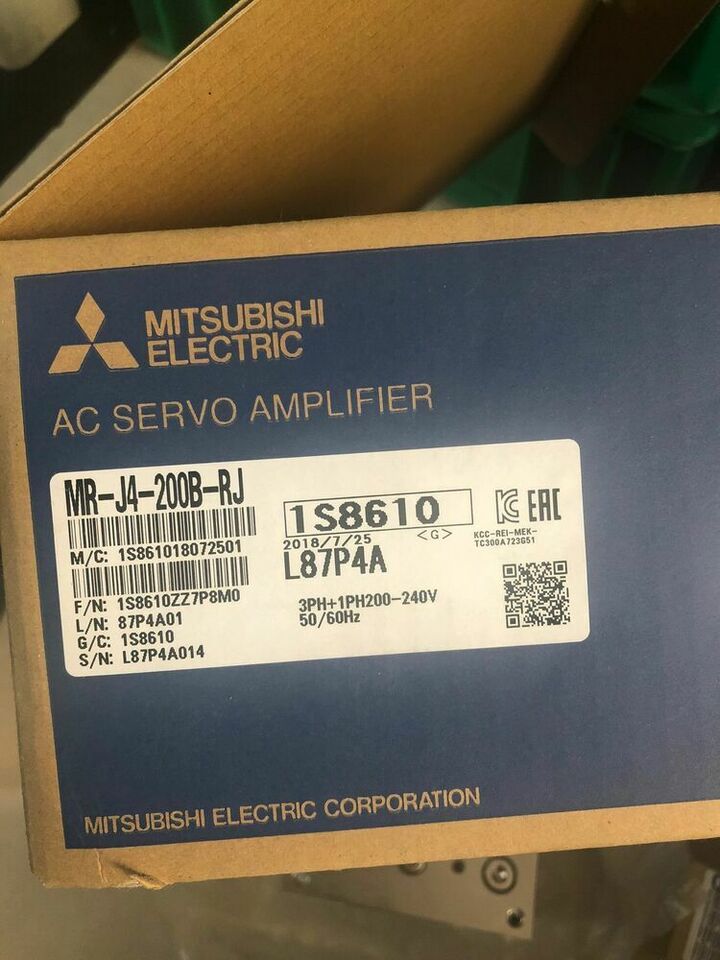 MITSUBISHI
ELECTRIC
AC SERVO AMPLIFIER
MR-J4-200B-RJ
M/C: 1S861018072501
F/N: 1S8610ZZ7P8M0
L/N: 87P4A01
G/C: 1S8610
S/N: L87P4A014
1S8610
2018/7/25 <G>
L87P4A
3PH+1PH200-240V
50/60Hz
EAC
KCC-REI-MEK-
TC300A723G51
MITSUBISHI ELECTRIC CORPORATION